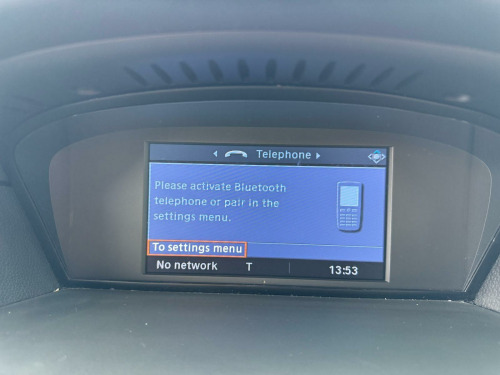 Telephone
Please activate Bluetooth
telephone or pair in the
settings menu.
To settings menu
No network T 13:53